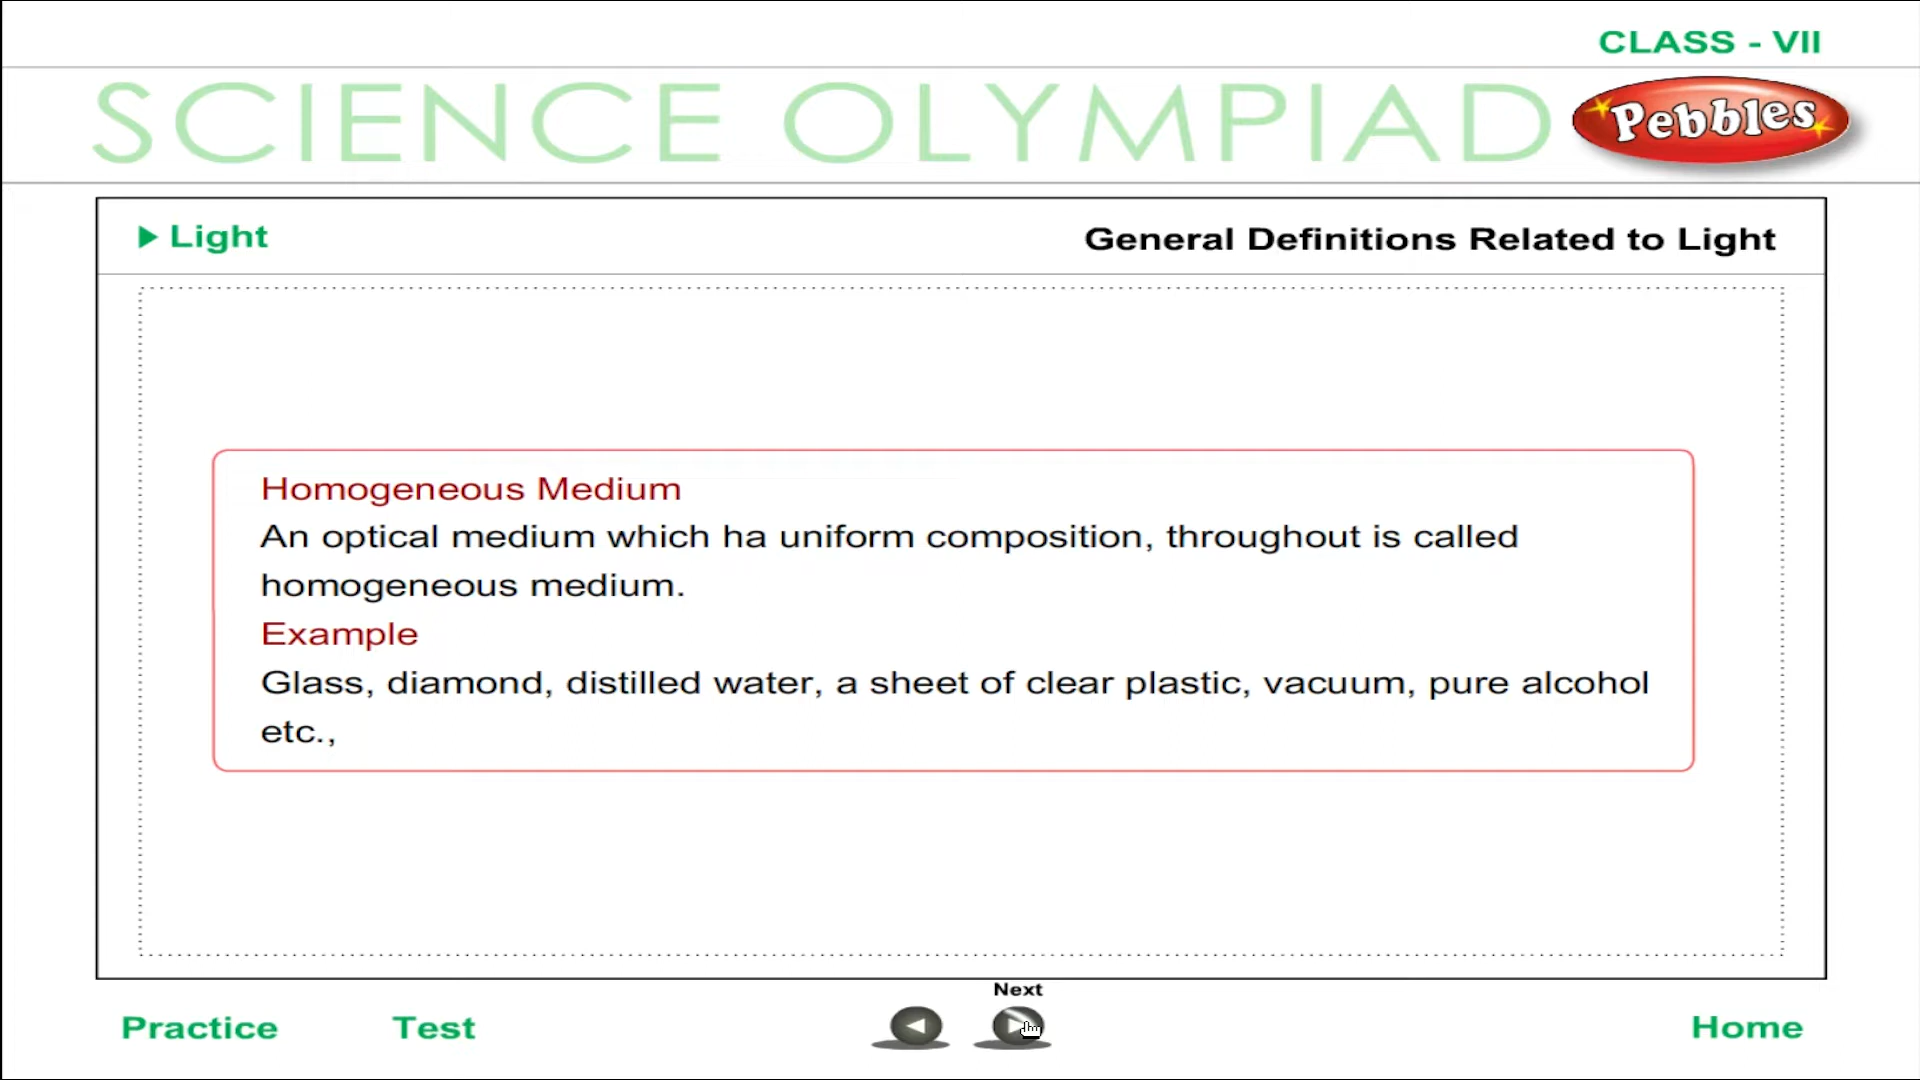 CLASS - VII
SCIENCE OLYMPIAD
Pebbles
Light
General Definitions Related to Light
Homogeneous Medium
An optical medium which ha uniform composition, throughout is called
homogeneous medium.
Example
Glass, diamond, distilled water, a sheet of clear plastic, vacuum, pure alcohol
etc.,
Next
Practice
Test
Home